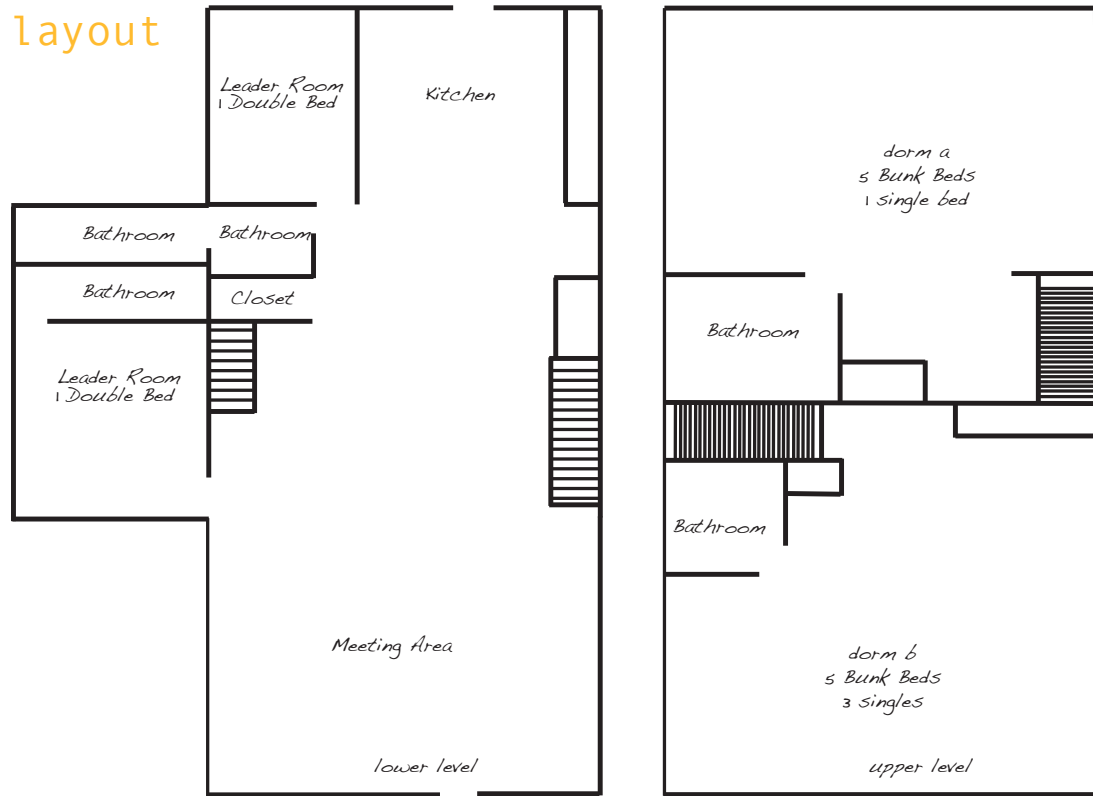 layout
Leader Room
1 Double Bed
Kitchen
Bathroom
Bathroom
Bathroom
Closet
Leader Room
1 Double Bed
Meeting Area
lower level
dorm a
5 Bunk Beds
1 single bed
Bathroom
Bathroom
dorm b
5 Bunk Beds
3 singles
upper level